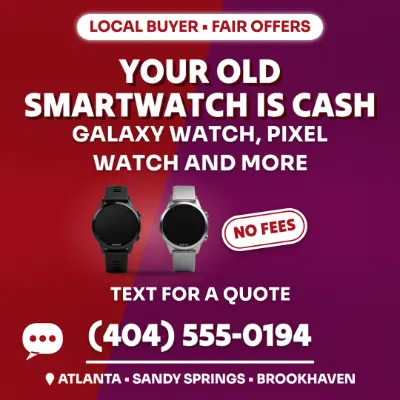 LOCAL BUYER • FAIR OFFERS
YOUR OLD
SMARTWATCH IS CASH
GALAXY WATCH, PIXEL
WATCH AND MORE
NO FEES
TEXT FOR A QUOTE
(404) 555-0194
ATLANTA • SANDY SPRINGS • BROOKHAVEN